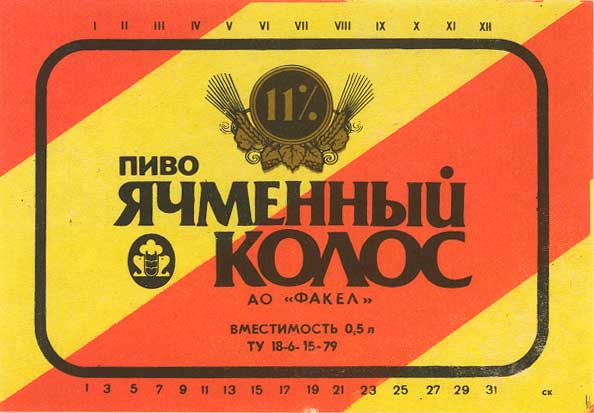 I II III IV V VI VII VIII IX X XI XII
11%
ПИВО
ЯЧМЕННЫЙ
КОЛОС
АО «ФАКЕЛ»
ВМЕСТИМОСТЬ 0,5 л
ТУ 18-6-15-79
1 3 5 7 9 11 13 15 17 19 21 23 25 27 29 31 СК